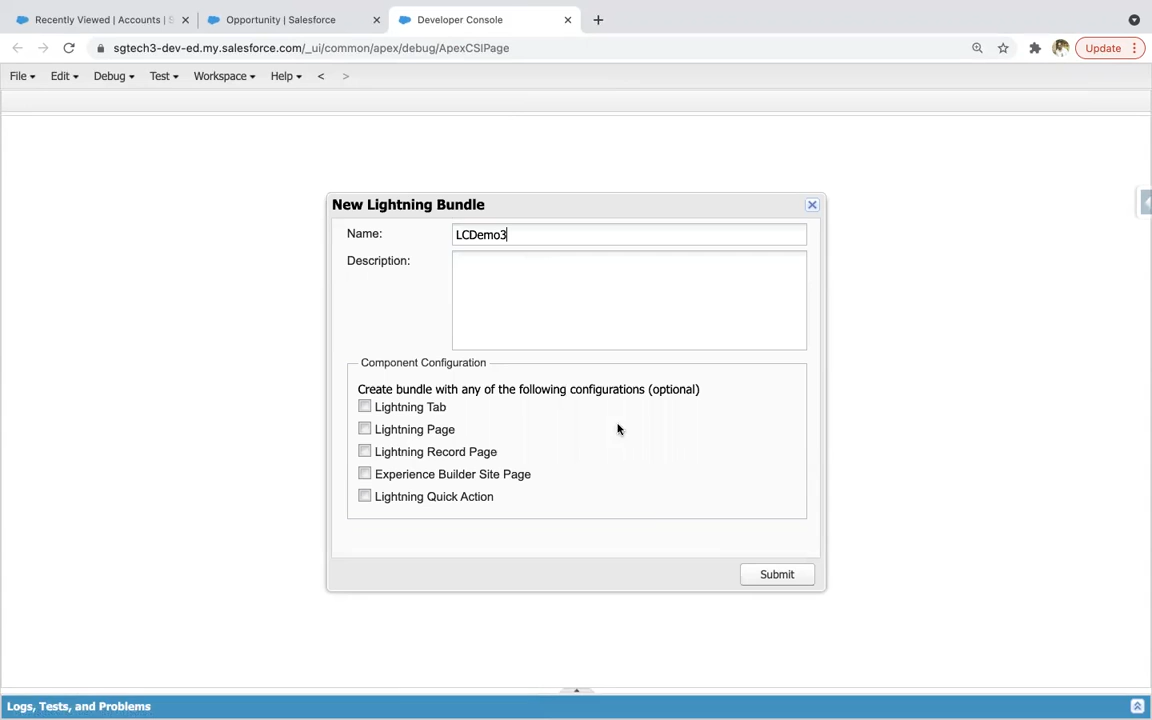 Recently Viewed | Accounts | S
Opportunity | Salesforce
Developer Console
sgtech3-dev-ed.my.salesforce.com/_ui/common/apex/debug/ApexCSIPage
Update
File
Edit
Debug
Test
Workspace
Help
<
>
New Lightning Bundle
Name:
LCDemo3
Description:
Component Configuration
Create bundle with any of the following configurations (optional)
Lightning Tab
Lightning Page
Lightning Record Page
Experience Builder Site Page
Lightning Quick Action
Submit
Logs, Tests, and Problems